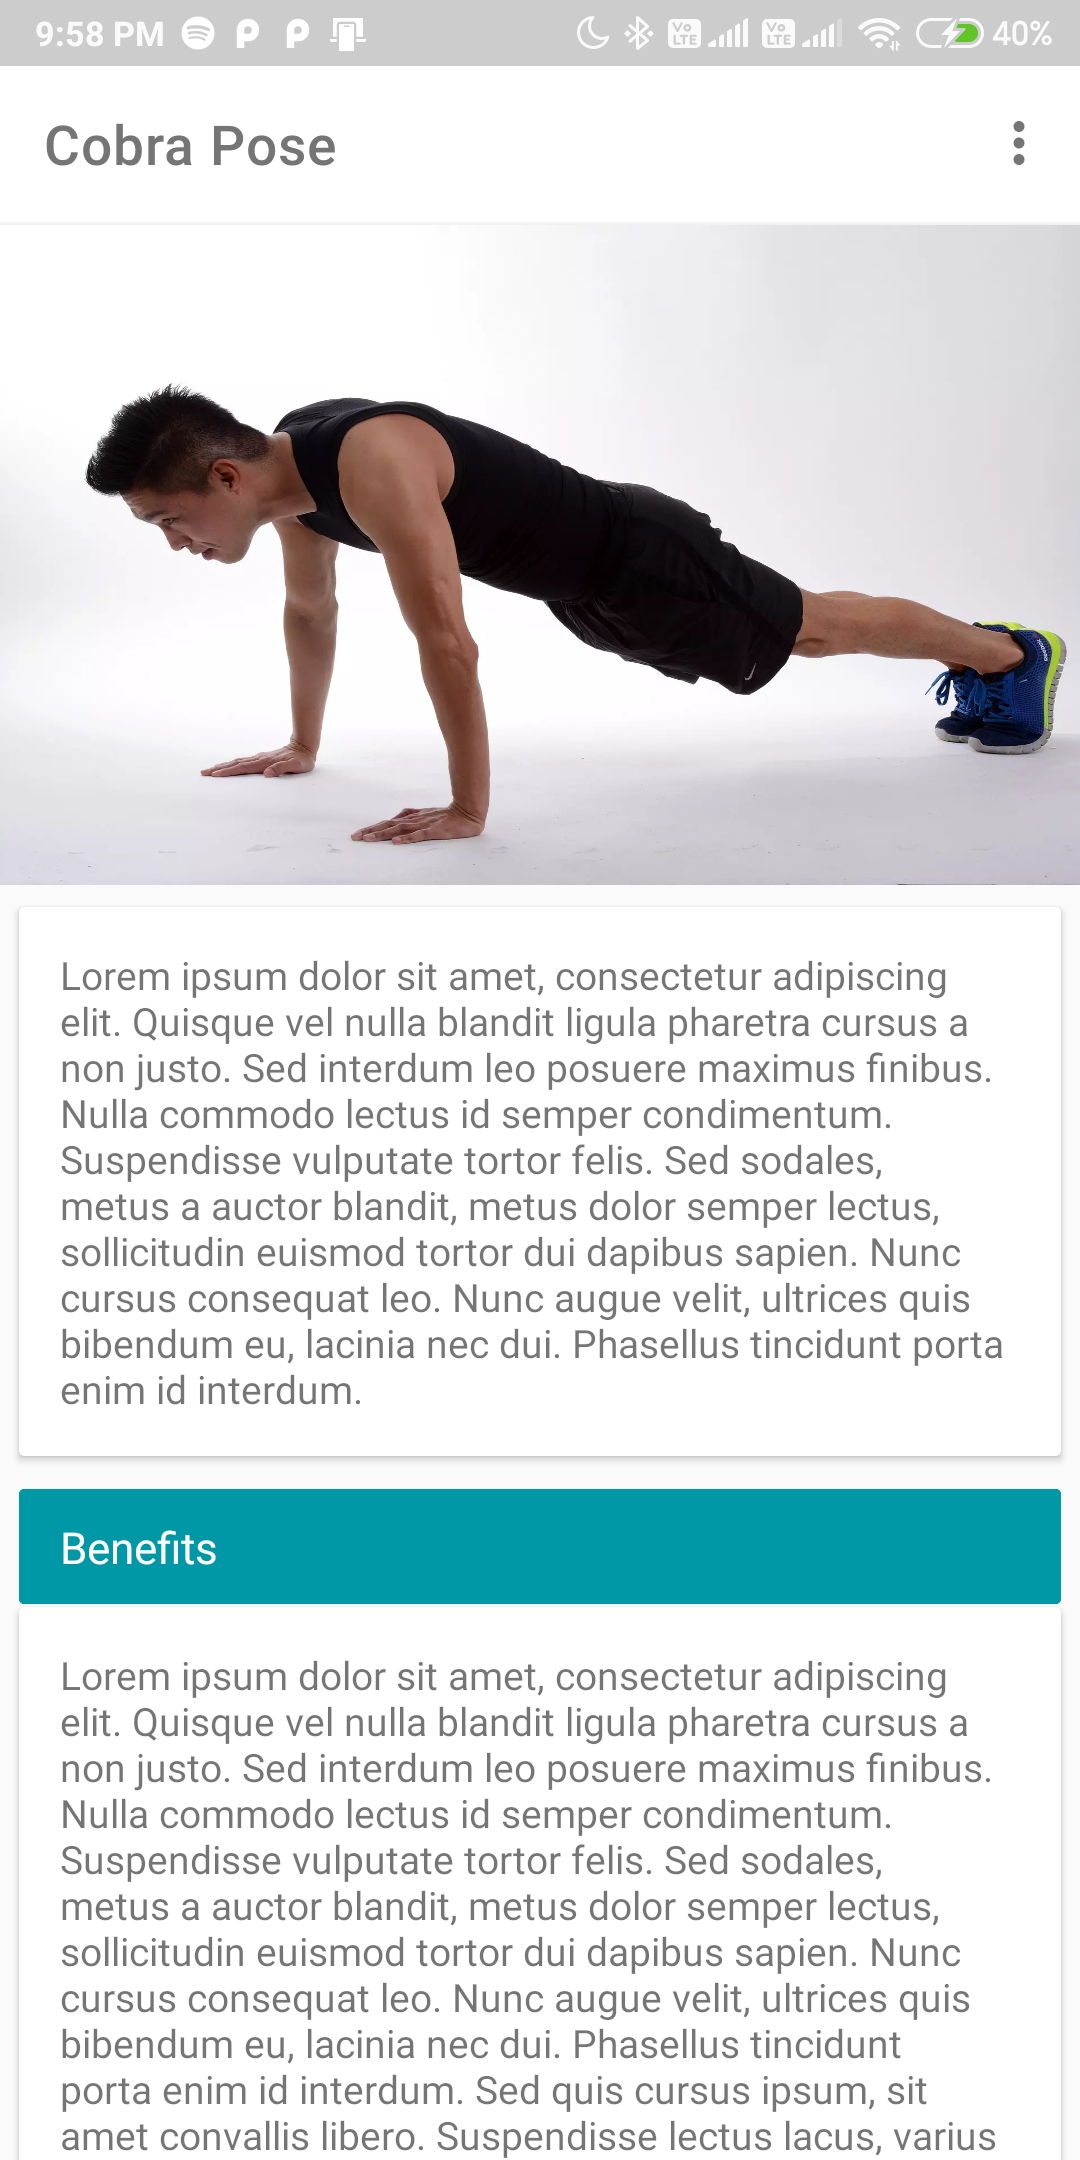 9:58 PM
Vo LTE
Vo LTE
40%
Cobra Pose
Lorem ipsum dolor sit amet, consectetur adipiscing
elit. Quisque vel nulla blandit ligula pharetra cursus a
non justo. Sed interdum leo posuere maximus finibus.
Nulla commodo lectus id semper condimentum.
Suspendisse vulputate tortor felis. Sed sodales,
metus a auctor blandit, metus dolor semper lectus,
sollicitudin euismod tortor dui dapibus sapien. Nunc
cursus consequat leo. Nunc augue velit, ultrices quis
bibendum eu, lacinia nec dui. Phasellus tincidunt porta
enim id interdum.
Benefits
Lorem ipsum dolor sit amet, consectetur adipiscing
elit. Quisque vel nulla blandit ligula pharetra cursus a
non justo. Sed interdum leo posuere maximus finibus.
Nulla commodo lectus id semper condimentum.
Suspendisse vulputate tortor felis. Sed sodales,
metus a auctor blandit, metus dolor semper lectus,
sollicitudin euismod tortor dui dapibus sapien. Nunc
cursus consequat leo. Nunc augue velit, ultrices quis
bibendum eu, lacinia nec dui. Phasellus tincidunt
porta enim id interdum. Sed quis cursus ipsum, sit
amet convallis libero. Suspendisse lectus lacus, varius